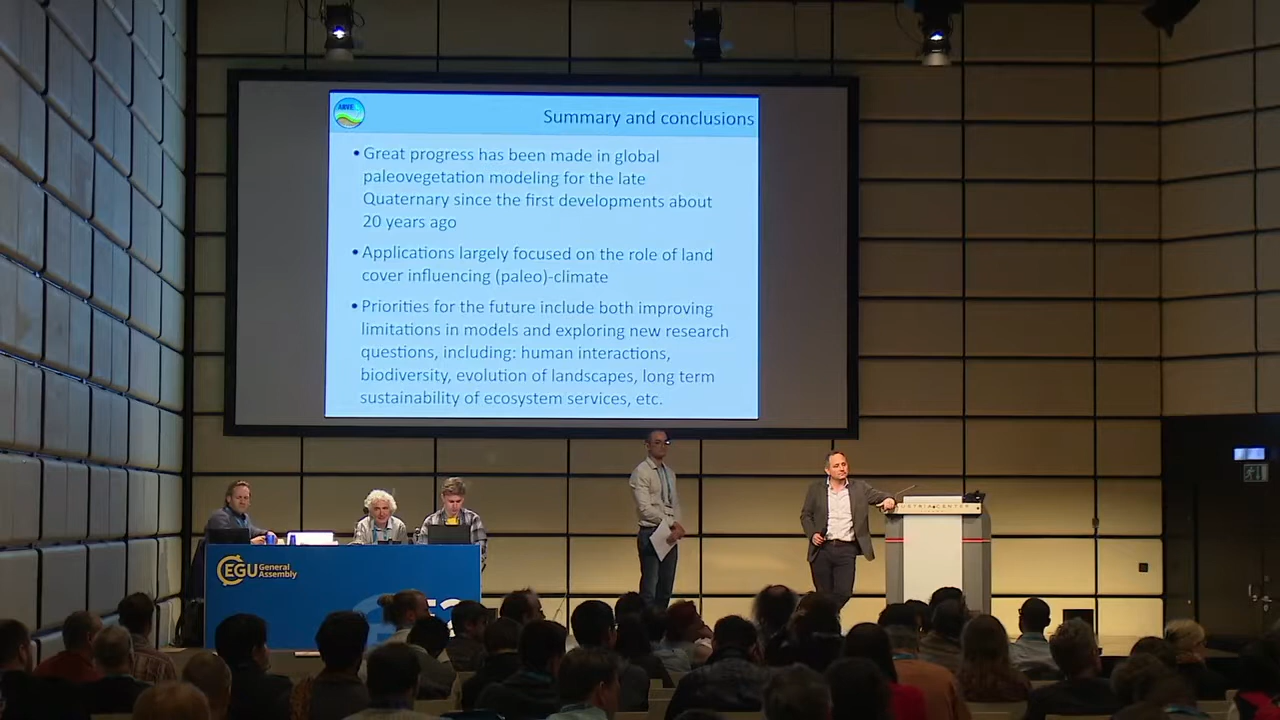 ARVE
Summary and conclusions
• Great progress has been made in global
paleovegetation modeling for the late
Quaternary since the first developments about
20 years ago
• Applications largely focused on the role of land
cover influencing (paleo)-climate
• Priorities for the future include both improving
limitations in models and exploring new research
questions, including: human interactions,
biodiversity, evolution of landscapes, long term
sustainability of ecosystem services, etc.
EGU General
Assembly
AUSTRIA CENTER